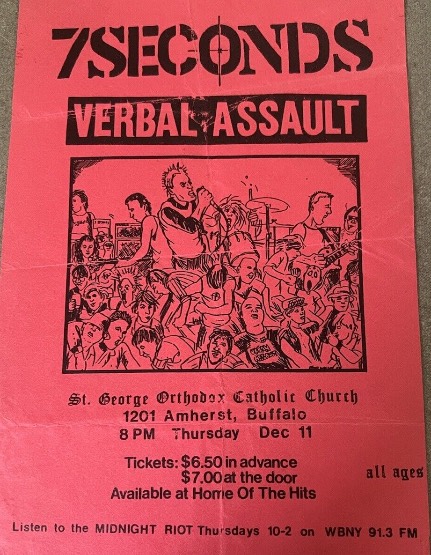 7SECONDS
VERBAL ASSAULT
St. George Orthodox Catholic Church
1201 Amherst, Buffalo
8 PM Thursday Dec 11
Tickets: $6.50 in advance
$7.00 at the door
all ages
Available at Home Of The Hits
Listen to the MIDNIGHT RIOT Thursdays 10-2 on WBNY 91.3 FM